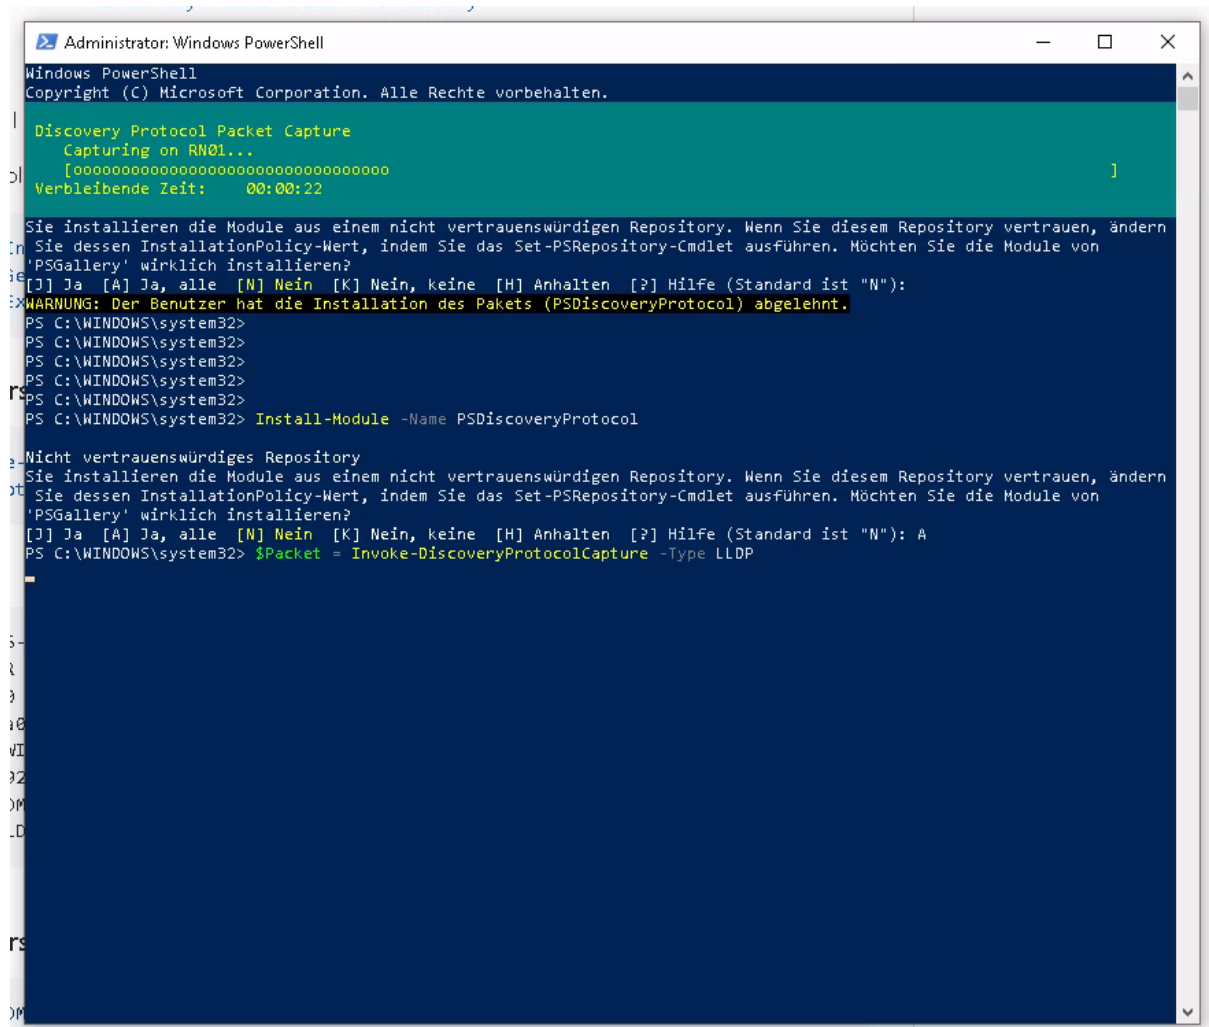 Administrator: Windows PowerShell
Windows PowerShell
Copyright (C) Microsoft Corporation. Alle Rechte vorbehalten.
Discovery Protocol Packet Capture
Capturing on RN01...
[ooooooooooooooooooooooooooooooooo ]
Verbleibende Zeit: 00:00:22
Sie installieren die Module aus einem nicht vertrauenswürdigen Repository. Wenn Sie diesem Repository vertrauen, ändern
Sie dessen InstallationPolicy-Wert, indem Sie das Set-PSRepository-Cmdlet ausführen. Möchten Sie die Module von
'PSGallery' wirklich installieren?
[J] Ja [A] Ja, alle [N] Nein [K] Nein, keine [H] Anhalten [?] Hilfe (Standard ist "N"):
WARNUNG: Der Benutzer hat die Installation des Pakets (PSDiscoveryProtocol) abgelehnt.
PS C:\WINDOWS\system32>
PS C:\WINDOWS\system32>
PS C:\WINDOWS\system32>
PS C:\WINDOWS\system32>
PS C:\WINDOWS\system32>
PS C:\WINDOWS\system32> Install-Module -Name PSDiscoveryProtocol
Nicht vertrauenswürdiges Repository
Sie installieren die Module aus einem nicht vertrauenswürdigen Repository. Wenn Sie diesem Repository vertrauen, ändern
Sie dessen InstallationPolicy-Wert, indem Sie das Set-PSRepository-Cmdlet ausführen. Möchten Sie die Module von
'PSGallery' wirklich installieren?
[J] Ja [A] Ja, alle [N] Nein [K] Nein, keine [H] Anhalten [?] Hilfe (Standard ist "N"): A
PS C:\WINDOWS\system32> $Packet = Invoke-DiscoveryProtocolCapture -Type LLDP